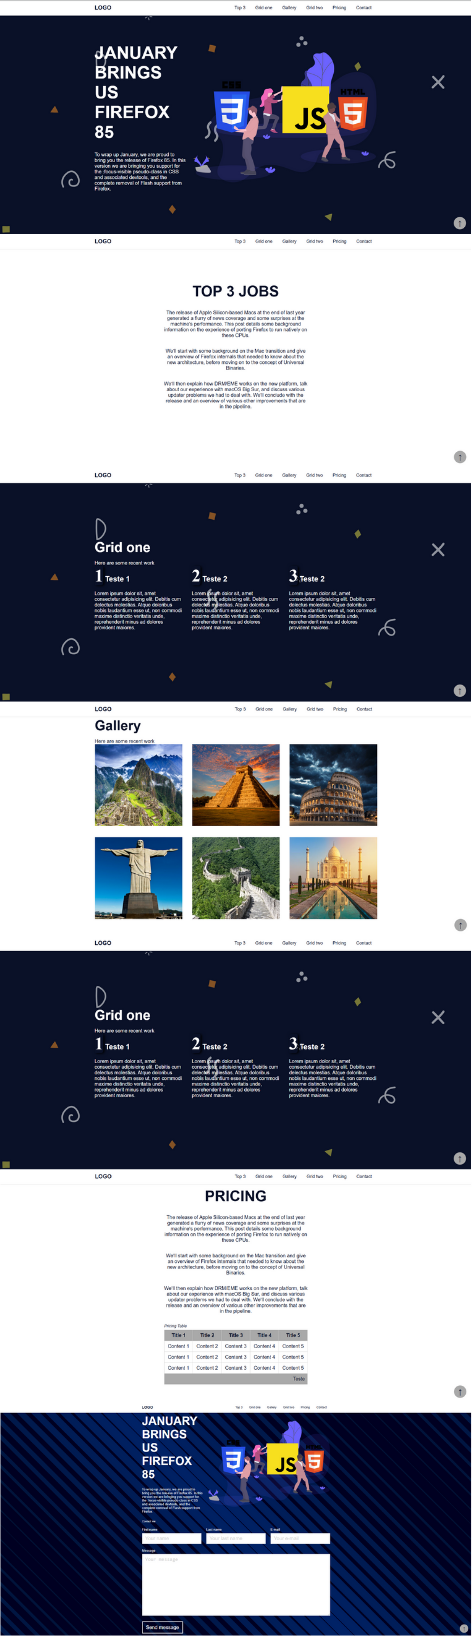 LOGO
Top 3 Grid one Gallery Grid two Pricing Contact
JANUARY
BRINGS
US
FIREFOX
85
To wrap up January, we are proud to
bring you the release of Firefox 85. In this
version we are bringing you support for
the :focus-visible pseudo-class in CSS
and associated devtools, and the
complete removal of Flash support from
Firefox.
CSS
JS
HTML
3
5
↑
LOGO
Top 3 Grid one Gallery Grid two Pricing Contact
TOP 3 JOBS
The release of Apple Silicon-based Macs at the end of last year
generated a flurry of news coverage and some surprises at the
machine's performance. This post details some background
information on the experience of porting Firefox to run natively on
these CPUs.
We'll start with some background on the Mac transition and give
an overview of Firefox internals that needed to know about the
new architecture, before moving on to the concept of Universal
Binaries.
We'll then explain how DRM/EME works on the new platform, talk
about our experience with macOS Big Sur, and discuss various
updater problems we had to deal with. We'll conclude with the
release and an overview of various other improvements that are
in the pipeline.
↑
LOGO
Top 3 Grid one Gallery Grid two Pricing Contact
Grid one
Here are some recent work
1 Teste 1
Lorem ipsum dolor sit, amet
consectetur adipisicing elit. Debitis cum
delectus molestias. Atque doloribus
nobis laudantium esse ut, non commodi
maxime distinctio veritatis unde,
reprehenderit minus ad dolores
provident maiores.
2 Teste 2
Lorem ipsum dolor sit, amet
consectetur adipisicing elit. Debitis cum
delectus molestias. Atque doloribus
nobis laudantium esse ut, non commodi
maxime distinctio veritatis unde,
reprehenderit minus ad dolores
provident maiores.
3 Teste 2
Lorem ipsum dolor sit, amet
consectetur adipisicing elit. Debitis cum
delectus molestias. Atque doloribus
nobis laudantium esse ut, non commodi
maxime distinctio veritatis unde,
reprehenderit minus ad dolores
provident maiores.
↑
LOGO
Top 3 Grid one Gallery Grid two Pricing Contact
Gallery
Here are some recent work
↑
LOGO
Top 3 Grid one Gallery Grid two Pricing Contact
Grid one
Here are some recent work
1 Teste 1
Lorem ipsum dolor sit, amet
consectetur adipisicing elit. Debitis cum
delectus molestias. Atque doloribus
nobis laudantium esse ut, non commodi
maxime distinctio veritatis unde,
reprehenderit minus ad dolores
provident maiores.
2 Teste 2
Lorem ipsum dolor sit, amet
consectetur adipisicing elit. Debitis cum
delectus molestias. Atque doloribus
nobis laudantium esse ut, non commodi
maxime distinctio veritatis unde,
reprehenderit minus ad dolores
provident maiores.
3 Teste 2
Lorem ipsum dolor sit, amet
consectetur adipisicing elit. Debitis cum
delectus molestias. Atque doloribus
nobis laudantium esse ut, non commodi
maxime distinctio veritatis unde,
reprehenderit minus ad dolores
provident maiores.
↑
LOGO
Top 3 Grid one Gallery Grid two Pricing Contact
PRICING
The release of Apple Silicon-based Macs at the end of last year
generated a flurry of news coverage and some surprises at the
machine's performance. This post details some background
information on the experience of porting Firefox to run natively on
these CPUs.
We'll start with some background on the Mac transition and give
an overview of Firefox internals that needed to know about the
new architecture, before moving on to the concept of Universal
Binaries.
We'll then explain how DRM/EME works on the new platform, talk
about our experience with macOS Big Sur, and discuss various
updater problems we had to deal with. We'll conclude with the
release and an overview of various other improvements that are
in the pipeline.
Pricing Table
Title 1 Title 2 Title 3 Title 4 Title 5
Content 1 Content 2 Content 3 Content 4 Content 5
Content 1 Content 2 Content 3 Content 4 Content 5
Content 1 Content 2 Content 3 Content 4 Content 5
Teste
↑
LOGO
Top 3 Grid one Gallery Grid two Pricing Contact
JANUARY
BRINGS
US
FIREFOX
85
To wrap up January, we are proud to
bring you the release of Firefox 85. In this
version we are bringing you support for
the :focus-visible pseudo-class in CSS
and associated devtools, and the
complete removal of Flash support from
Firefox.
3
JS
5
Contact me
First name Last name E-mail
Your name Your last name Your e-mail
Message
Your message
Send message
↑